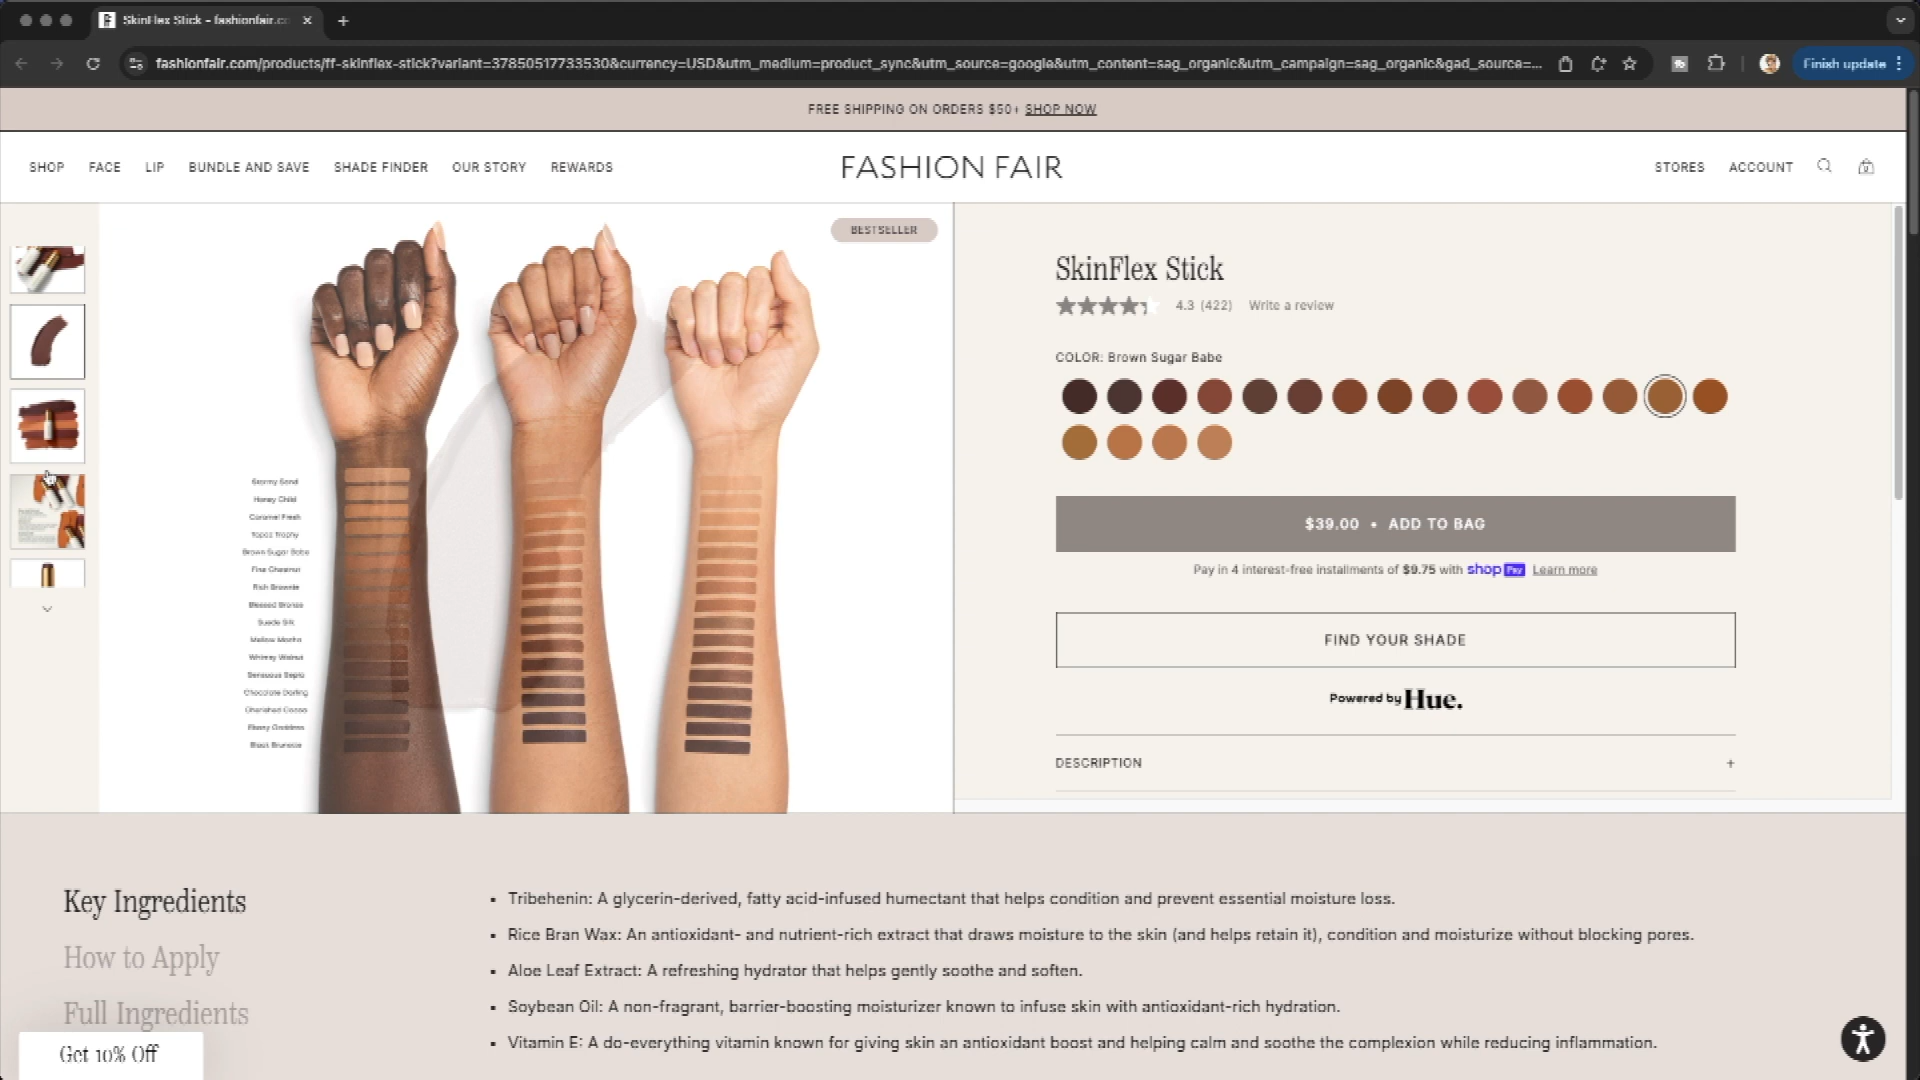 SkinFlex Stick - fashionfair.co
fashionfair.com/products/ff-skinflex-stick?variant=37850517733530&currency=USD&utm_medium=product_sync&utm_source=google&utm_content=sag_organic&utm_campaign=sag_organic&gad_source=...
Finish update
FREE SHIPPING ON ORDERS $50+ SHOP NOW
SHOP FACE LIP BUNDLE AND SAVE SHADE FINDER OUR STORY REWARDS
FASHION FAIR
STORES ACCOUNT 0
BESTSELLER
Stormy Sand
Honey Child
Caramel Fresh
Topaz Trophy
Brown Sugar Babe
Fine Chestnut
Rich Brownie
Blessed Bronze
Suede Silk
Mellow Mocha
Whimsy Walnut
Sensuous Sepia
Chocolate Darling
Cherished Cocoa
Ebony Goddess
Black Brunette
SkinFlex Stick
4.3 (422) Write a review
COLOR: Brown Sugar Babe
$39.00 • ADD TO BAG
Pay in 4 interest-free installments of $9.75 with shop Pay Learn more
FIND YOUR SHADE
Powered by Hue.
DESCRIPTION +
Key Ingredients
How to Apply
Full Ingredients
▪ Tribehenin: A glycerin-derived, fatty acid-infused humectant that helps condition and prevent essential moisture loss.
▪ Rice Bran Wax: An antioxidant- and nutrient-rich extract that draws moisture to the skin (and helps retain it), condition and moisturize without blocking pores.
▪ Aloe Leaf Extract: A refreshing hydrator that helps gently soothe and soften.
▪ Soybean Oil: A non-fragrant, barrier-boosting moisturizer known to infuse skin with antioxidant-rich hydration.
▪ Vitamin E: A do-everything vitamin known for giving skin an antioxidant boost and helping calm and soothe the complexion while reducing inflammation.
Get 10% Off